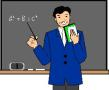 a² + b² = c²